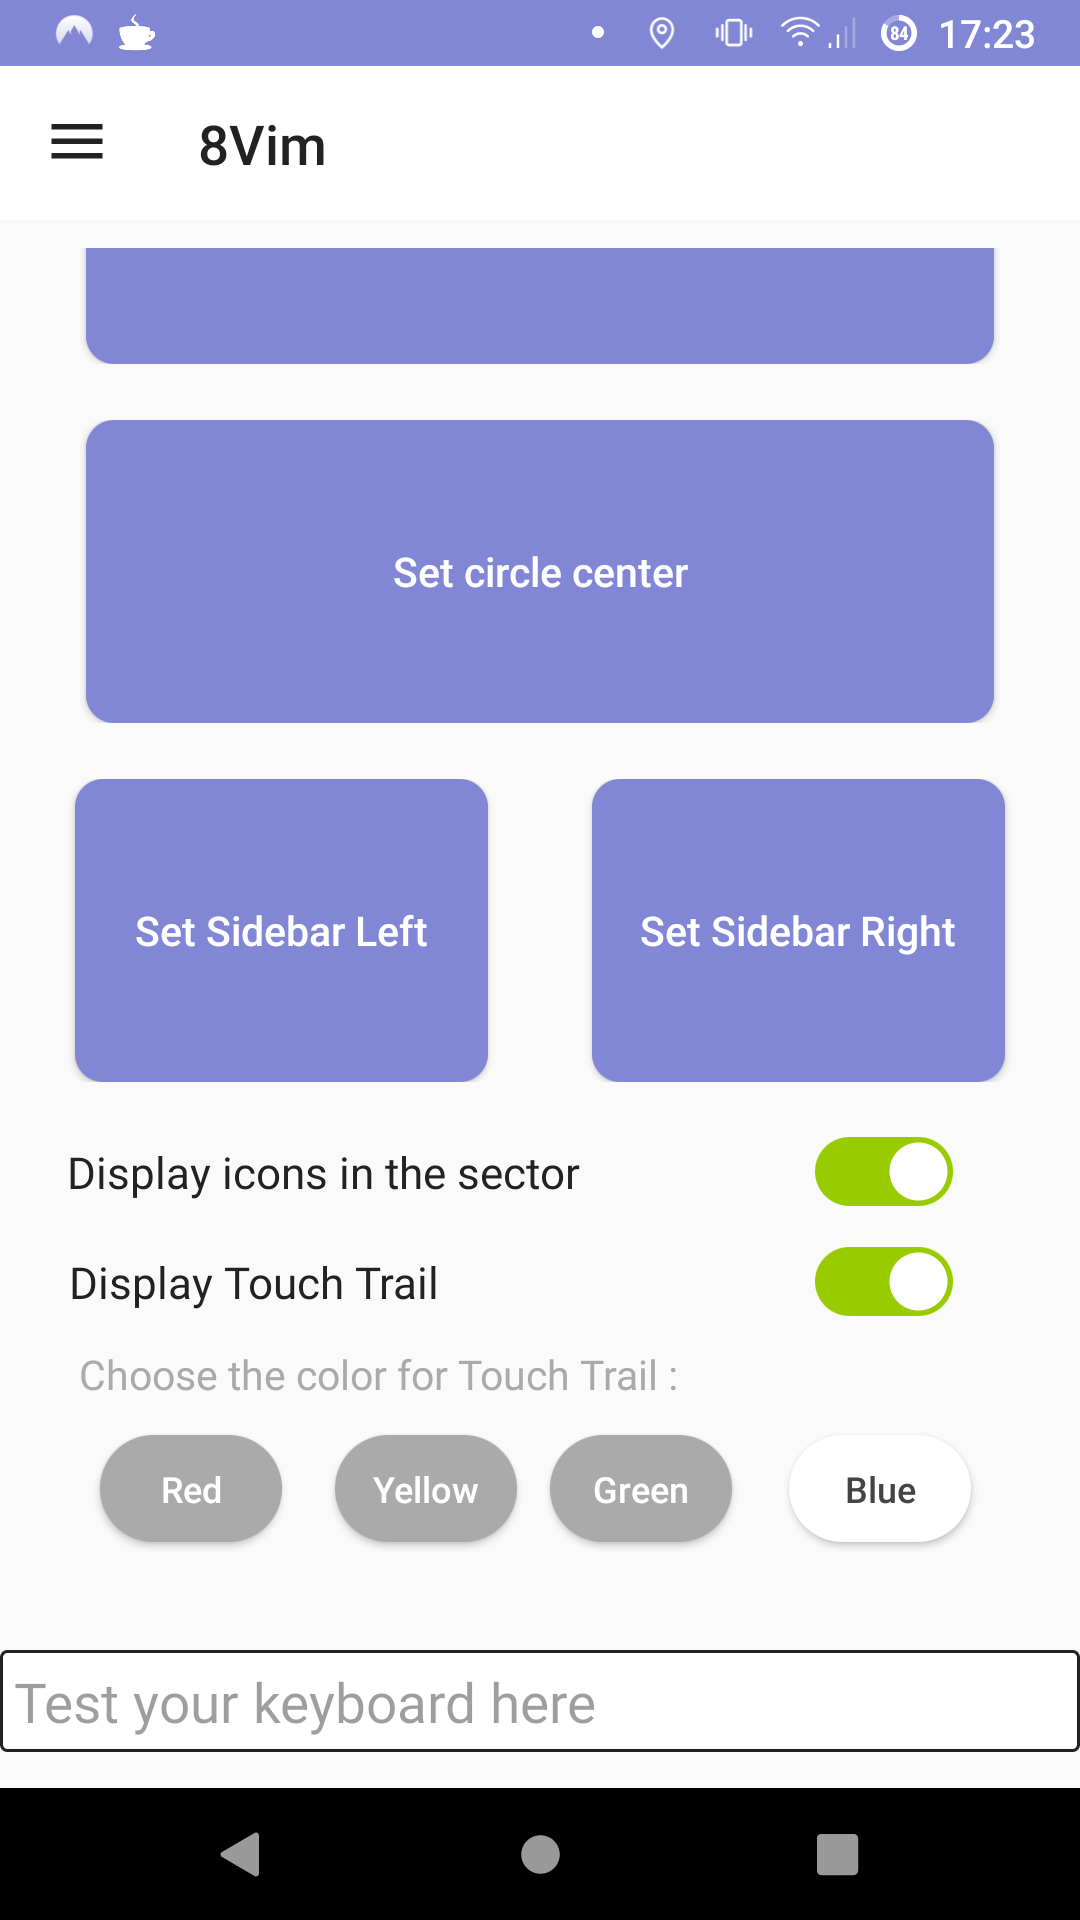 84 17:23
8Vim
Set circle center
Set Sidebar Left
Set Sidebar Right
Display icons in the sector
Display Touch Trail
Choose the color for Touch Trail :
Red Yellow Green Blue
Test your keyboard here